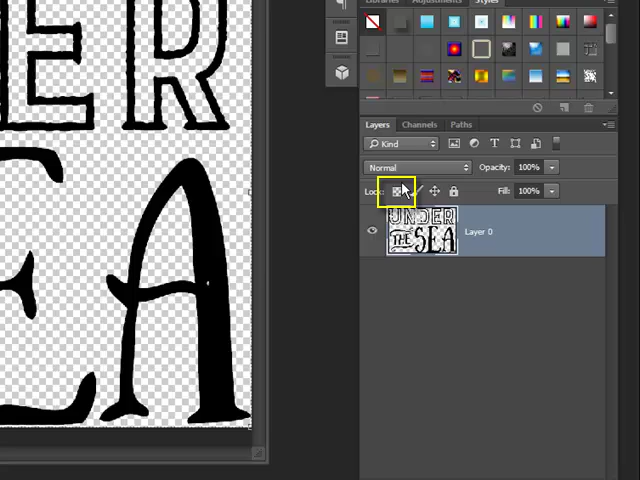 Libraries Adjustments Styles
Layers Channels Paths
Kind
Normal Opacity: 100%
Lock: Fill: 100%
UNDER
THE SEA
Layer 0
ER
EA